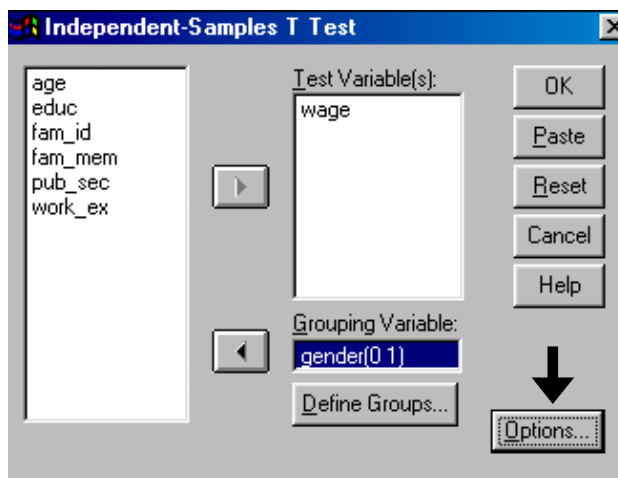 Independent-Samples T Test
age
educ
fam_id
fam_mem
pub_sec
work_ex
Test Variable(s):
wage
Grouping Variable:
gender(0 1)
Define Groups...
OK
Paste
Reset
Cancel
Help
Options...